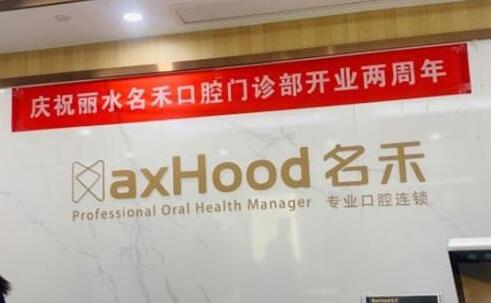 庆祝丽水名禾口腔门诊部开业两周年
MaxHood 名禾
Professional Oral Health Manager 专业口腔连锁